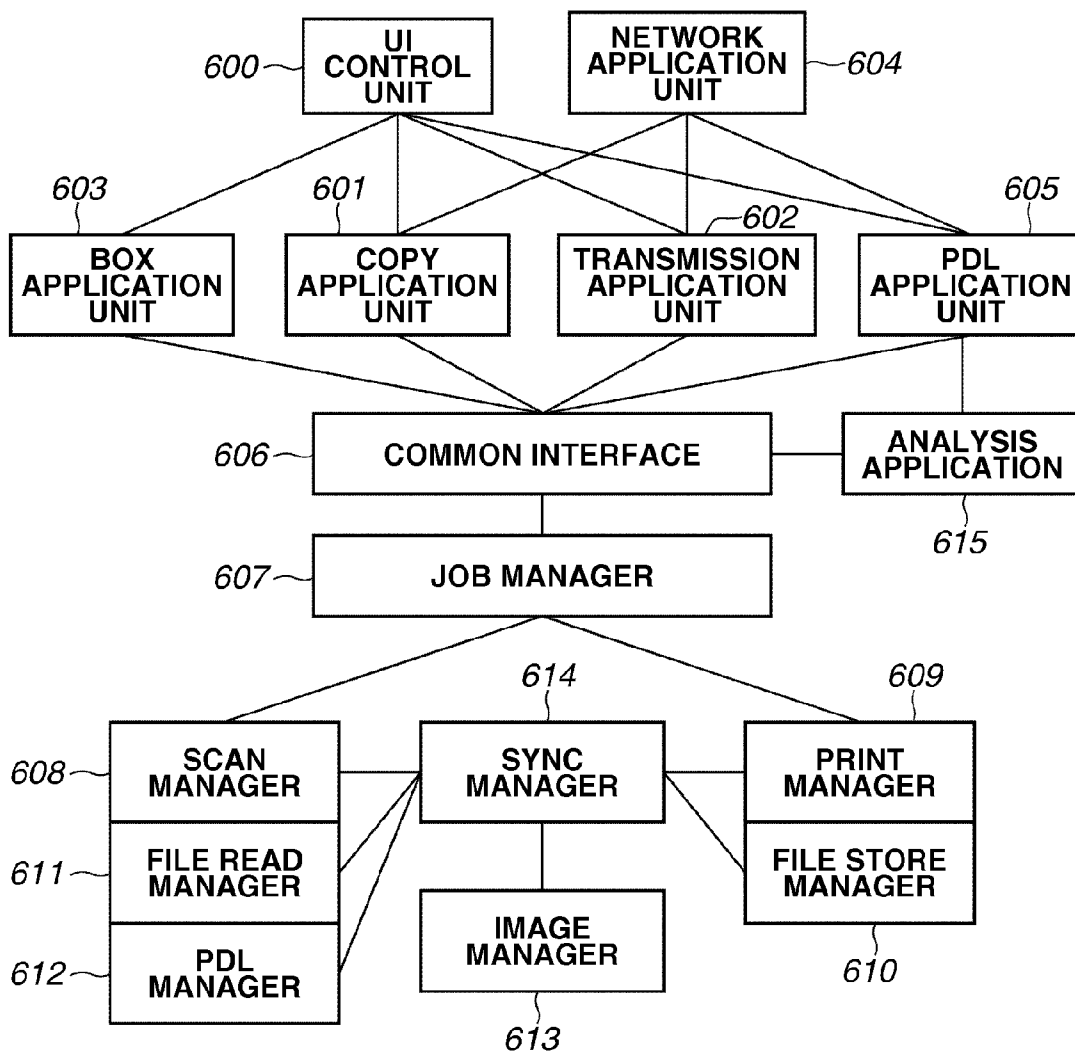 600
UI
CONTROL
UNIT
NETWORK
APPLICATION
UNIT
604
603
601
602
605
BOX
APPLICATION
UNIT
COPY
APPLICATION
UNIT
TRANSMISSION
APPLICATION
UNIT
PDL
APPLICATION
UNIT
606
COMMON INTERFACE
ANALYSIS
APPLICATION
615
607
JOB MANAGER
614
609
608
SCAN
MANAGER
SYNC
MANAGER
PRINT
MANAGER
611
FILE READ
MANAGER
FILE STORE
MANAGER
612
PDL
MANAGER
IMAGE
MANAGER
610
613